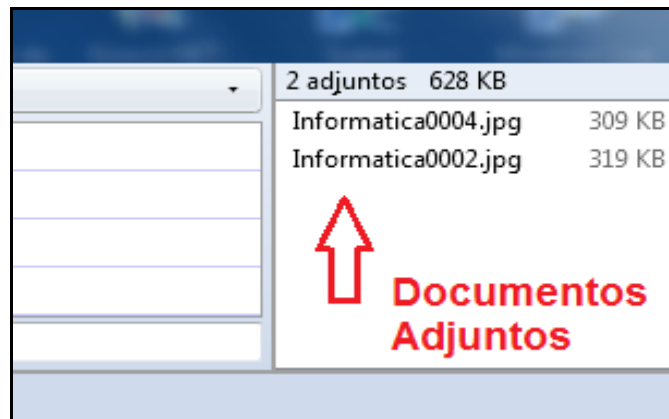 2 adjuntos 628 KB
Informatica0004.jpg 309 KB
Informatica0002.jpg 319 KB
Documentos
Adjuntos